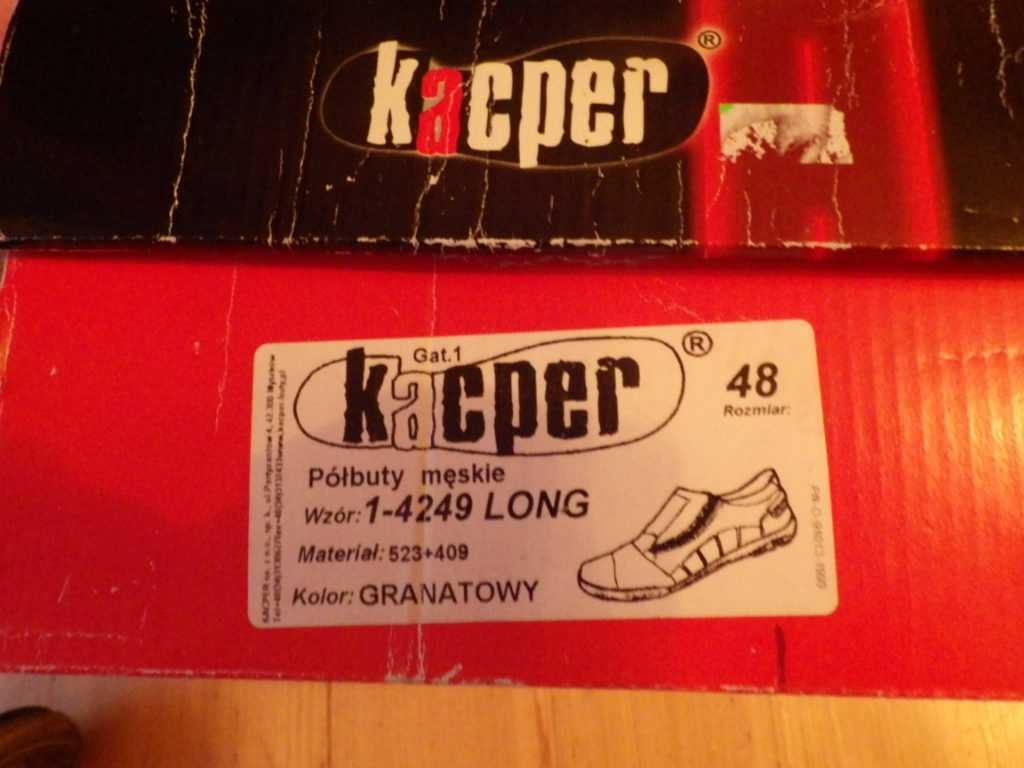 kacper ®
Gat.1
kacper ®
48
Rozmiar:
Półbuty męskie
Wzór: 1-4249 LONG
Materiał: 523+409
Kolor: GRANATOWY